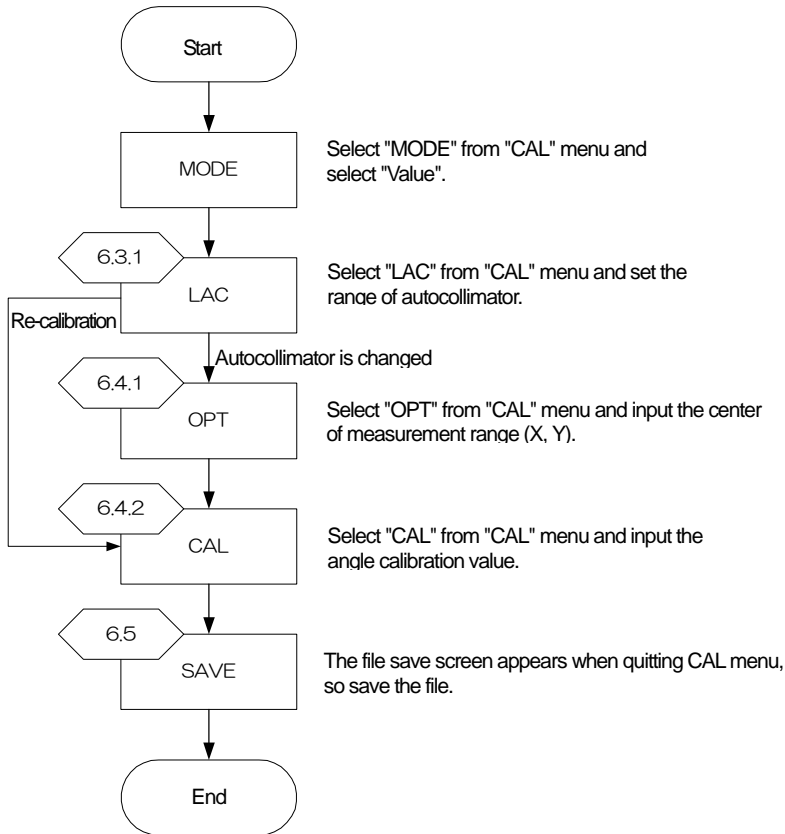 Start
MODE
Select "MODE" from "CAL" menu and
select "Value".
6.3.1
LAC
Select "LAC" from "CAL" menu and set the
range of autocollimator.
Re-calibration
Autocollimator is changed
6.4.1
OPT
Select "OPT" from "CAL" menu and input the center
of measurement range (X, Y).
6.4.2
CAL
Select "CAL" from "CAL" menu and input the
angle calibration value.
6.5
SAVE
The file save screen appears when quitting CAL menu,
so save the file.
End